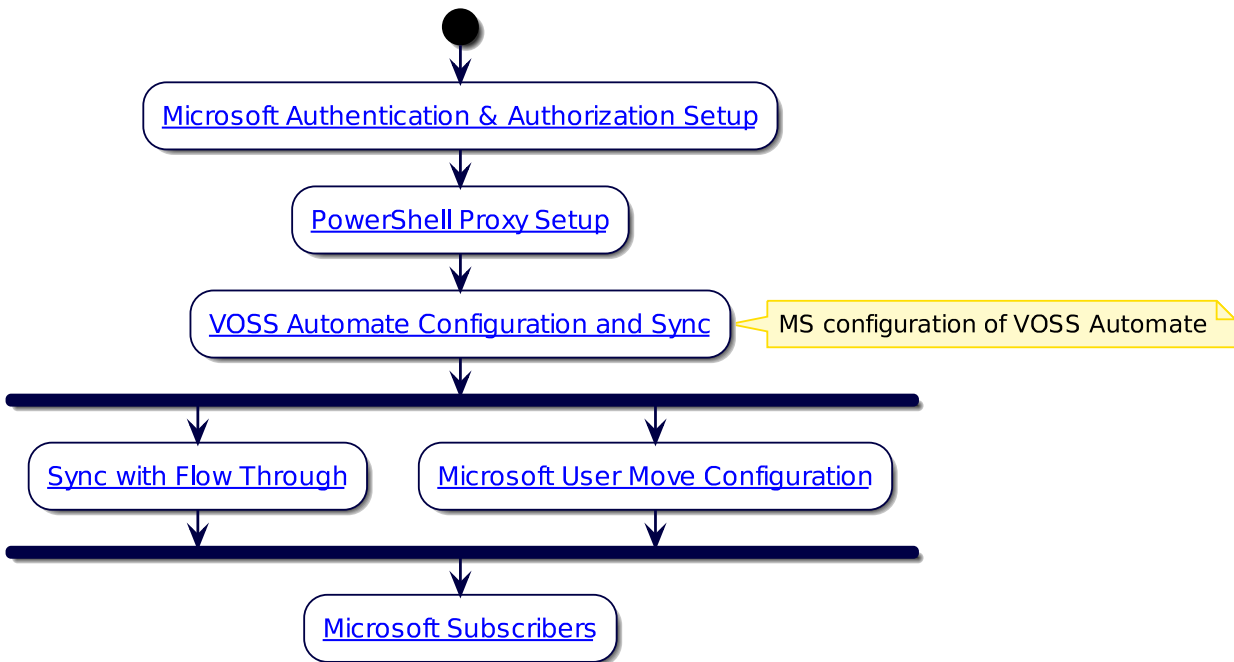 Microsoft Authentication & Authorization Setup
PowerShell Proxy Setup
VOSS Automate Configuration and Sync
MS configuration of VOSS Automate
Sync with Flow Through
Microsoft User Move Configuration
Microsoft Subscribers